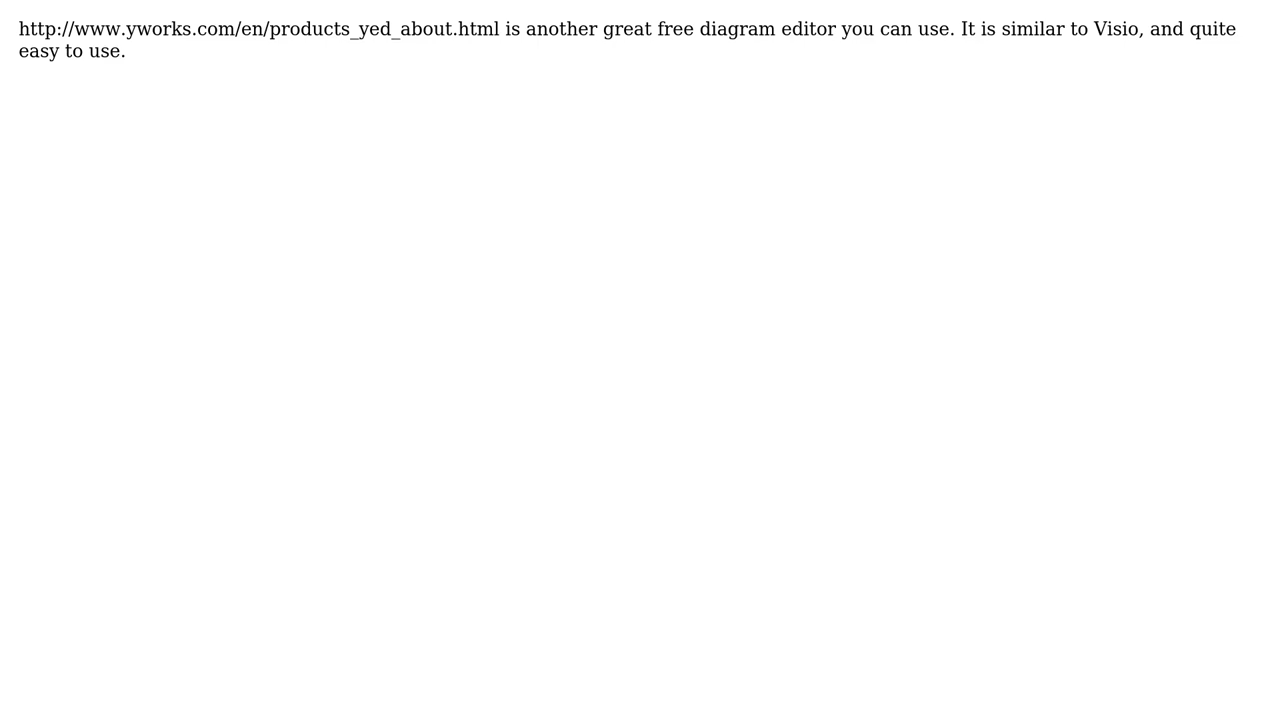 http://www.yworks.com/en/products_yed_about.html is another great free diagram editor you can use. It is similar to Visio, and quite
easy to use.